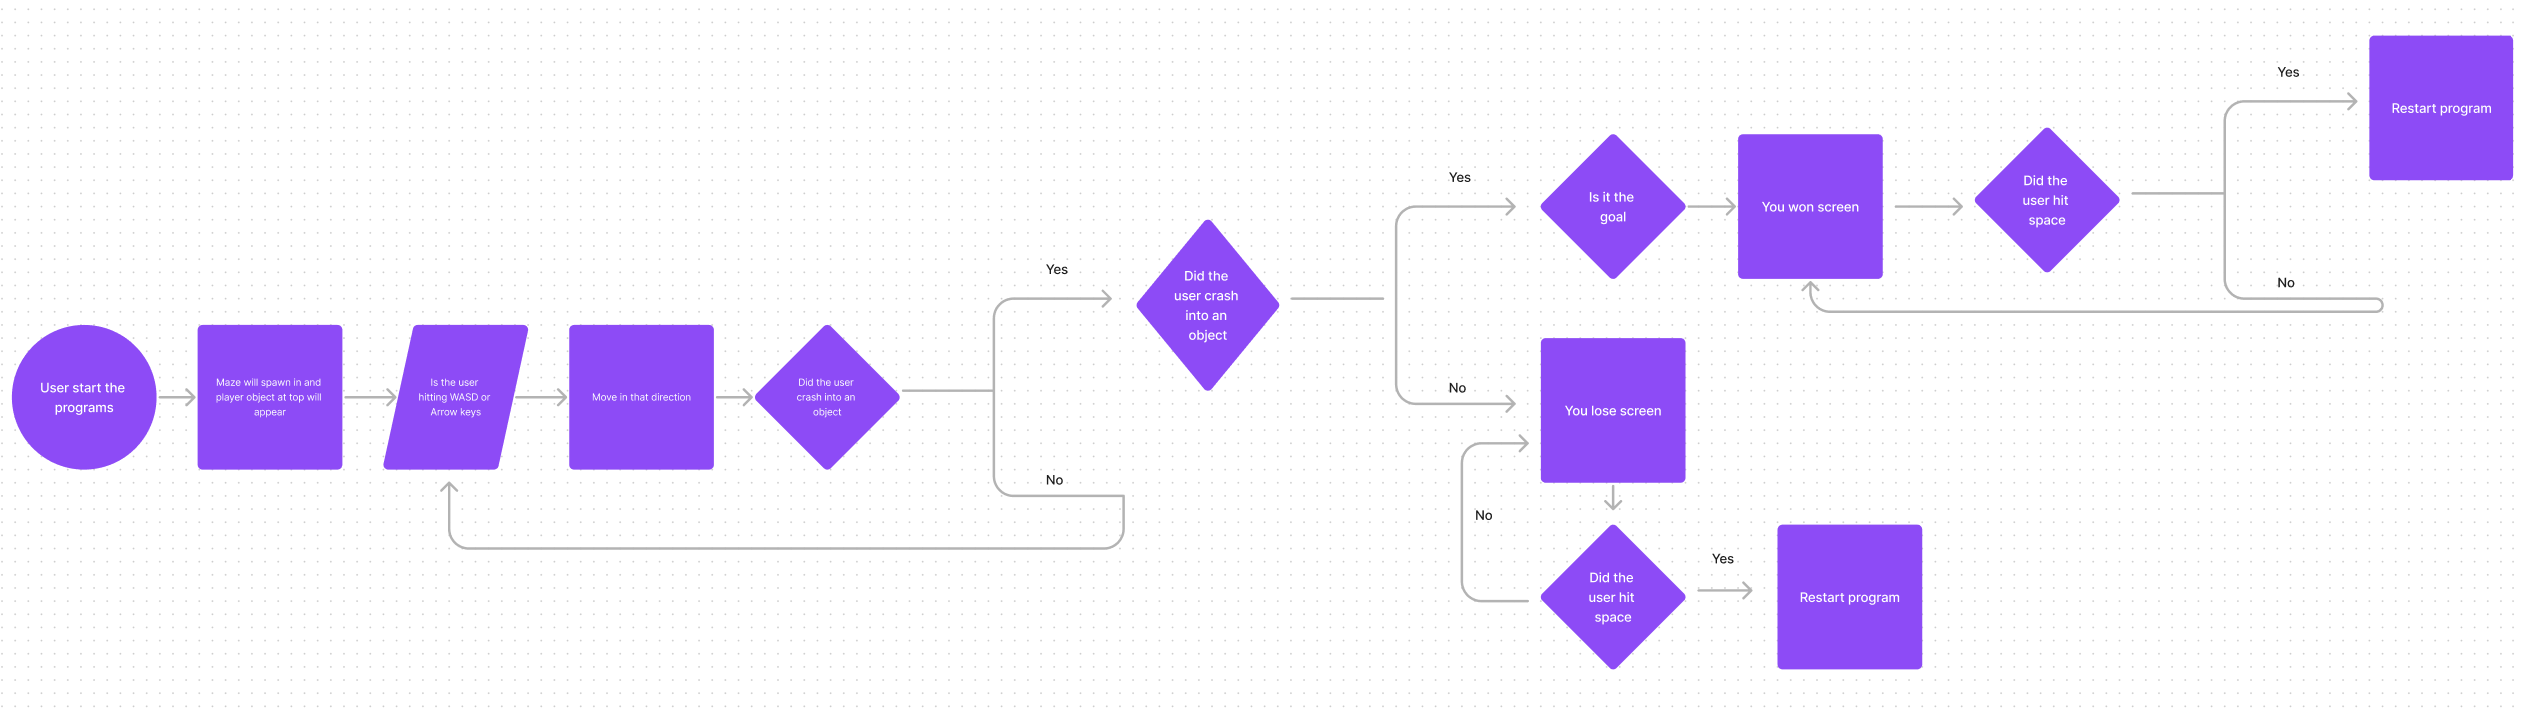 User start the
programs
Maze will spawn in and
player object at top will
appear
Is the user
hitting WASD or
Arrow keys
Move in that direction
Did the user
crash into an
object
Yes
No
Did the
user crash
into an
object
Yes
No
Is it the
goal
You won screen
Did the
user hit
space
Yes
No
Restart program
You lose screen
No
Did the
user hit
space
Yes
Restart program